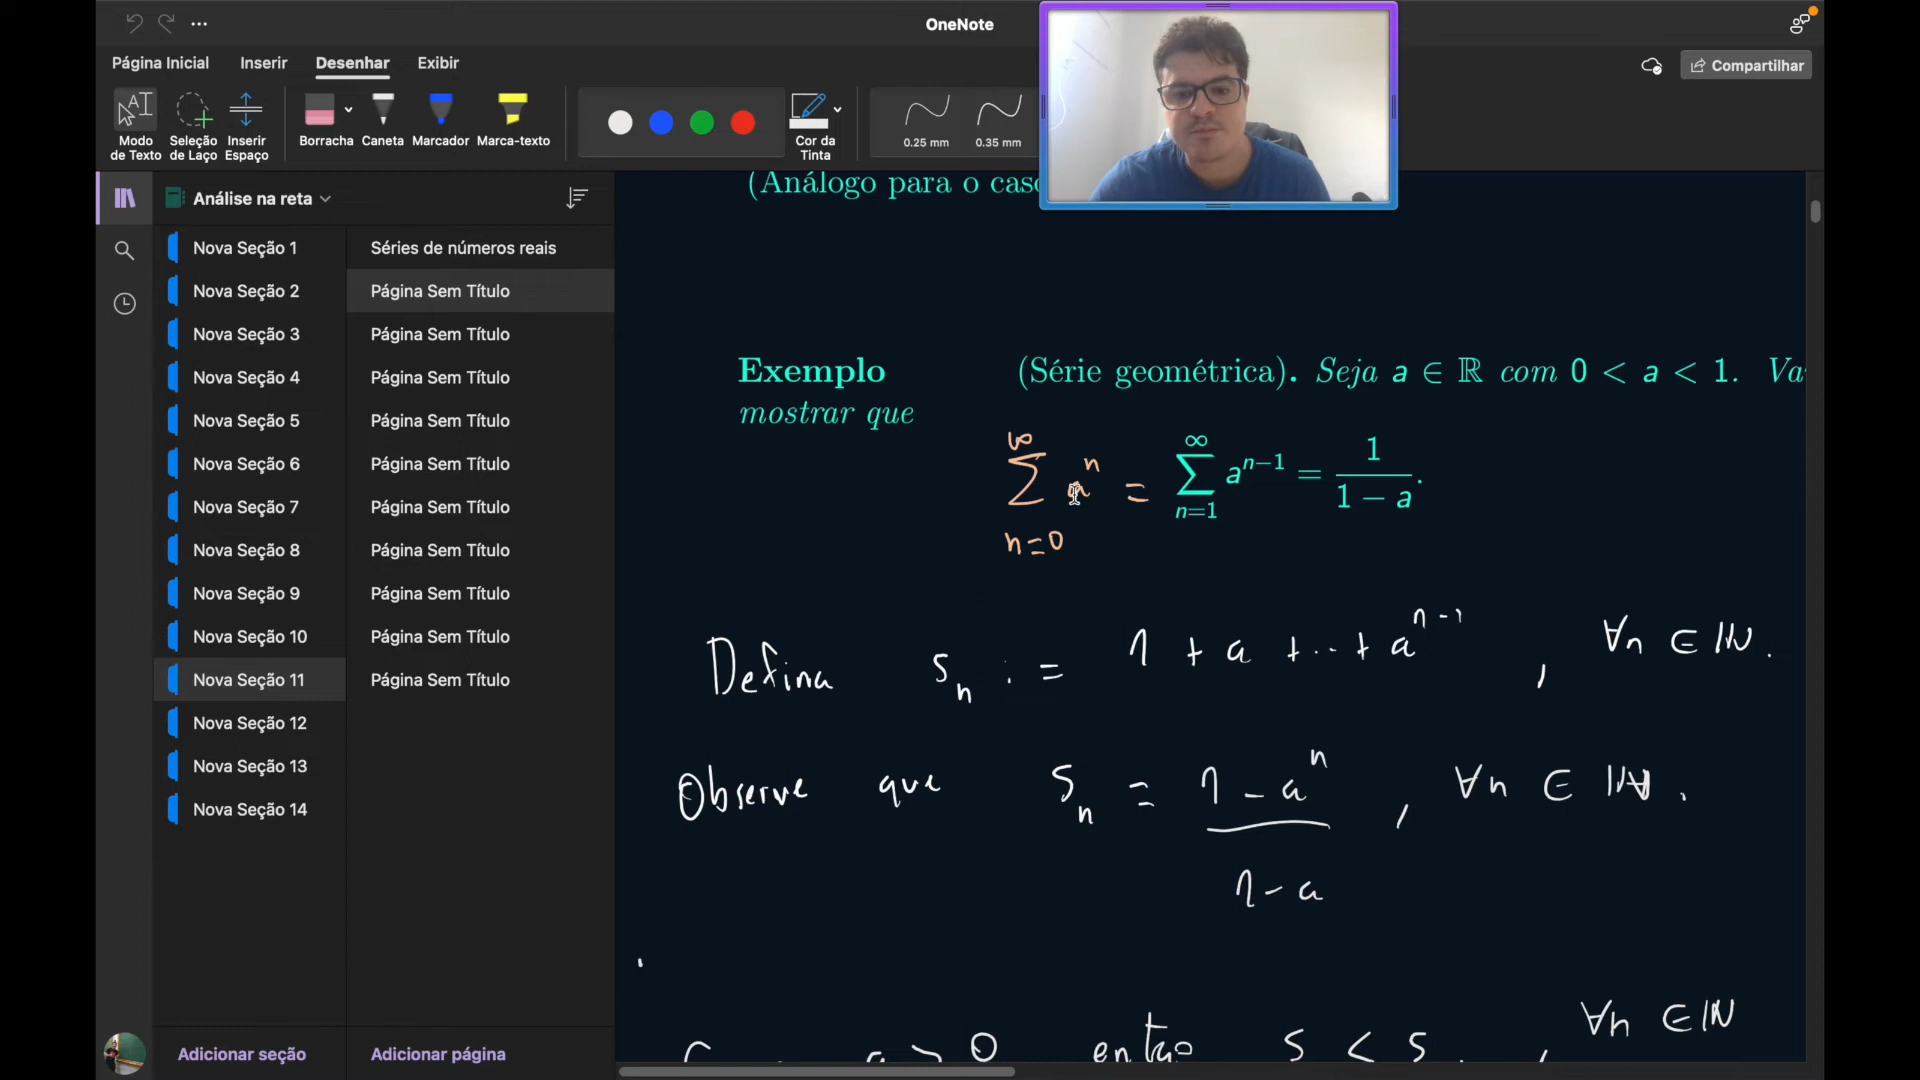 OneNote
Página Inicial Inserir Desenhar Exibir
Compartilhar
Modo de Texto
Seleção de Laço
Inserir Espaço
Borracha
Caneta
Marcador
Marca-texto
Cor da Tinta
0.25 mm
0.35 mm
Análise na reta
Nova Seção 1
Nova Seção 2
Nova Seção 3
Nova Seção 4
Nova Seção 5
Nova Seção 6
Nova Seção 7
Nova Seção 8
Nova Seção 9
Nova Seção 10
Nova Seção 11
Nova Seção 12
Nova Seção 13
Nova Seção 14
Adicionar seção
Séries de números reais
Página Sem Título
Página Sem Título
Página Sem Título
Página Sem Título
Página Sem Título
Página Sem Título
Página Sem Título
Página Sem Título
Página Sem Título
Página Sem Título
Adicionar página
(Análogo para o caso
Exemplo (Série geométrica). Seja a ∈ ℝ com 0 < a < 1. Va
mostrar que
∑_{n=0}^{∞} a^n = ∑_{n=1}^{∞} a^{n−1} = 1/(1 − a).
Defina s_n := 1 + a + ... + a^{n-1}, ∀n ∈ ℕ.
Observe que S_n = (1 - a^n)/(1 - a), ∀n ∈ ℕ.
∀n ∈ ℕ
a > 0 então S < S ,